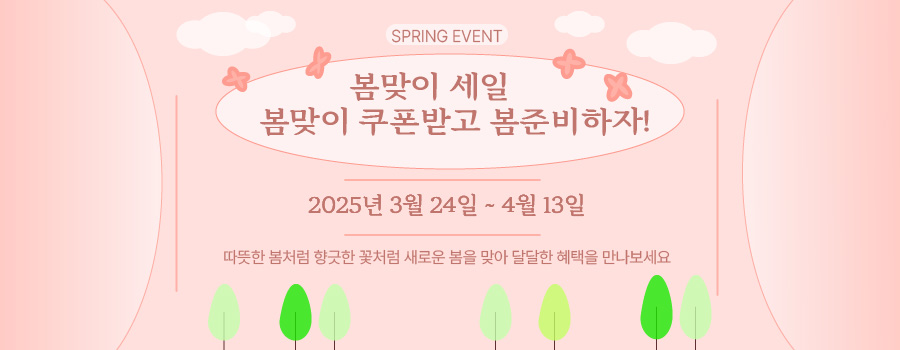 SPRING EVENT
봄맞이 세일
봄맞이 쿠폰받고 봄준비하자!
2025년 3월 24일 ~ 4월 13일
따뜻한 봄처럼 향긋한 꽃처럼 새로운 봄을 맞아 달달한 혜택을 만나보세요